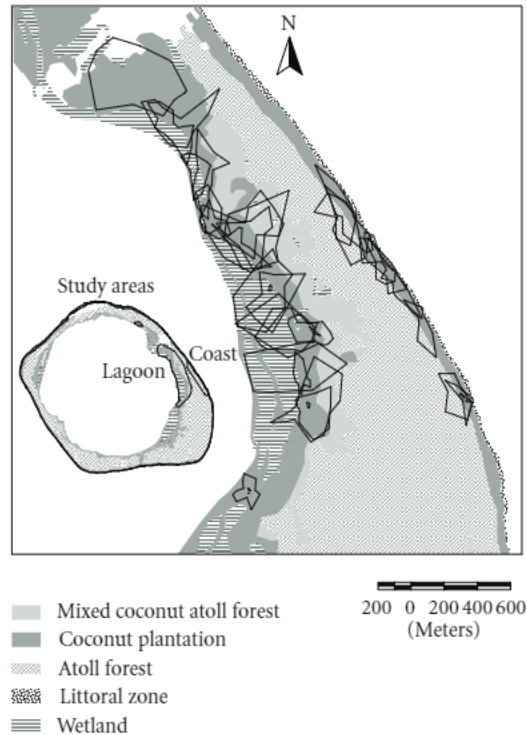 N
Study areas
Coast
Lagoon
200 0 200 400 600
(Meters)
Mixed coconut atoll forest
Coconut plantation
Atoll forest
Littoral zone
Wetland